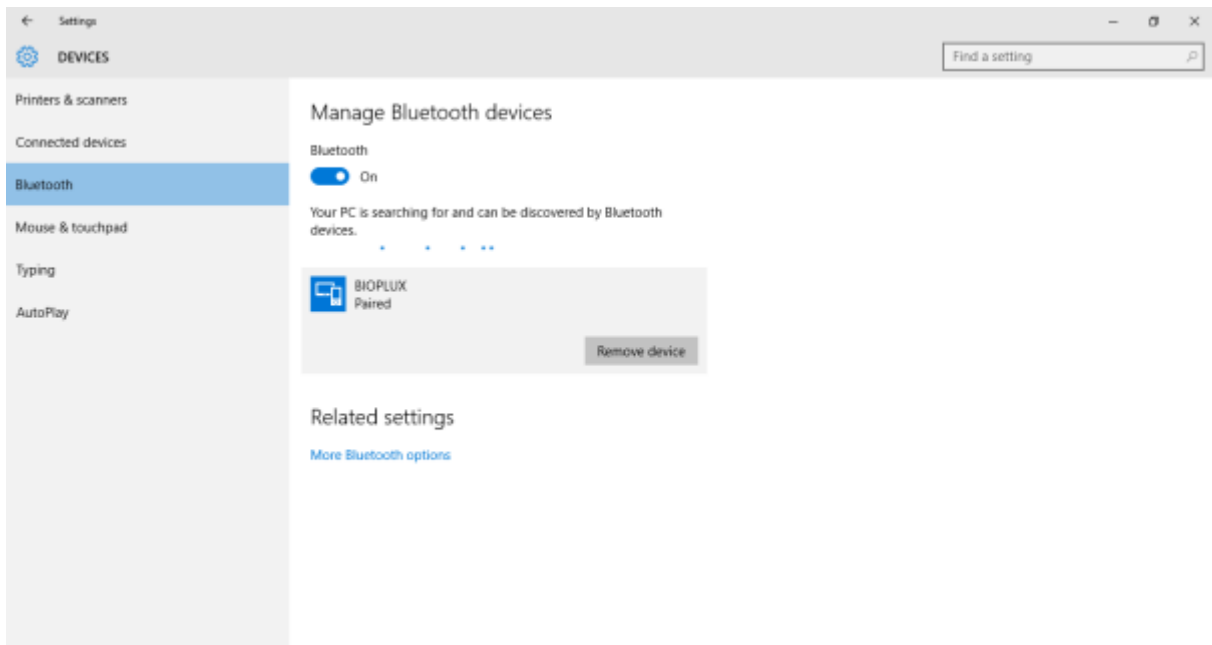 Settings
DEVICES
Find a setting
Printers & scanners
Connected devices
Bluetooth
Mouse & touchpad
Typing
AutoPlay
Manage Bluetooth devices
Bluetooth
On
Your PC is searching for and can be discovered by Bluetooth
devices.
BIOPLUX
Paired
Remove device
Related settings
More Bluetooth options